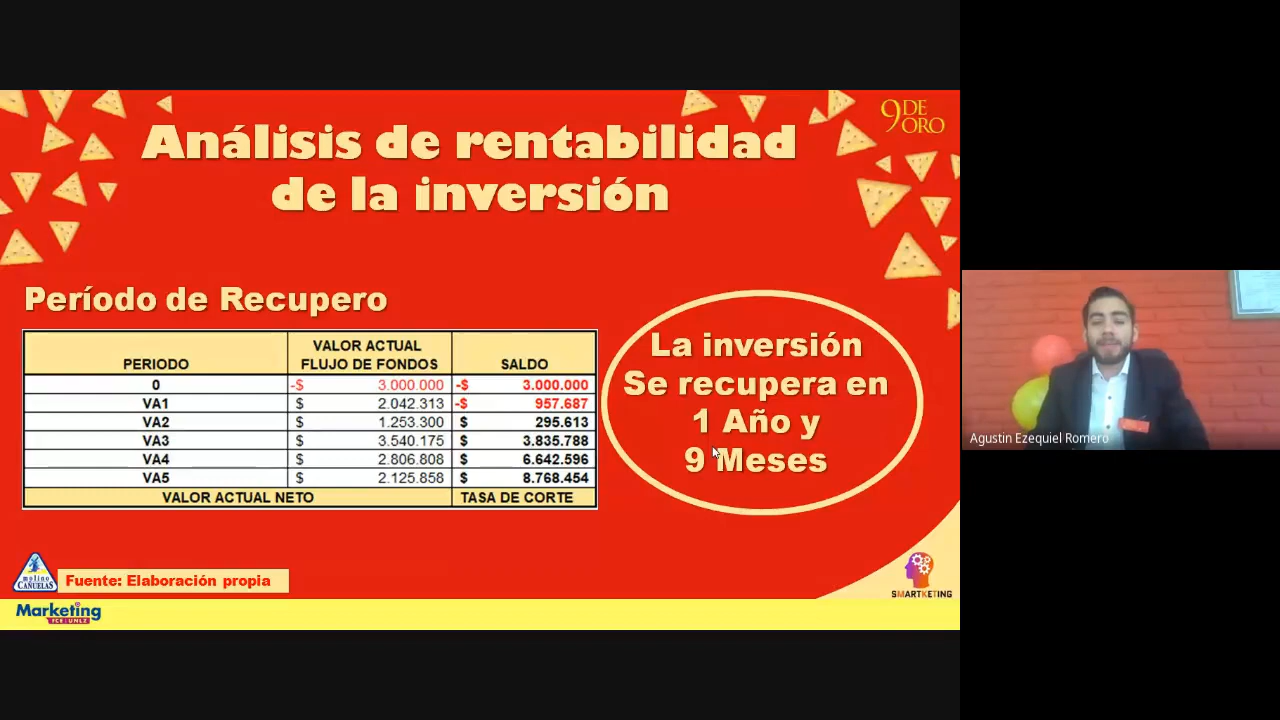 9 DE ORO
Análisis de rentabilidad
de la inversión
Período de Recupero
PERIODO VALOR ACTUAL FLUJO DE FONDOS SALDO
0 -$ 3.000.000 -$ 3.000.000
VA1 $ 2.042.313 -$ 957.687
VA2 $ 1.253.300 $ 295.613
VA3 $ 3.540.175 $ 3.835.788
VA4 $ 2.806.808 $ 6.642.596
VA5 $ 2.125.858 $ 8.768.454
VALOR ACTUAL NETO TASA DE CORTE
La inversión
Se recupera en
1 Año y
9 Meses
Agustin Ezequiel Romero
molino
CAÑUELAS
Fuente: Elaboración propia
SMARTKETING
Marketing
FCE | UNLZ